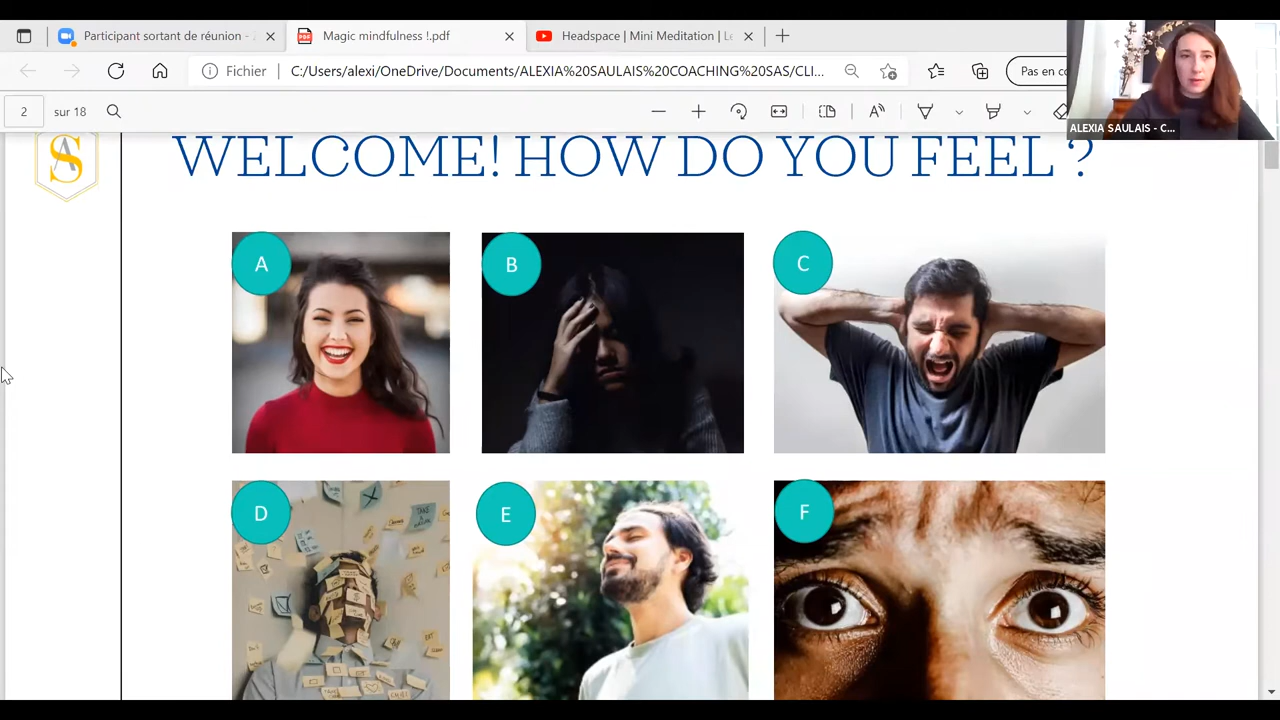 Participant sortant de réunion -
Magic mindfulness !.pdf
Headspace | Mini Meditation |
Fichier
C:/Users/alexi/OneDrive/Documents/ALEXIA%20SAULAIS%20COACHING%20SAS/CLI...
Pas en co
2
sur 18
ALEXIA SAULAIS - C...
WELCOME! HOW DO YOU FEEL ?
A
B
C
D
TAKE
A
E
F